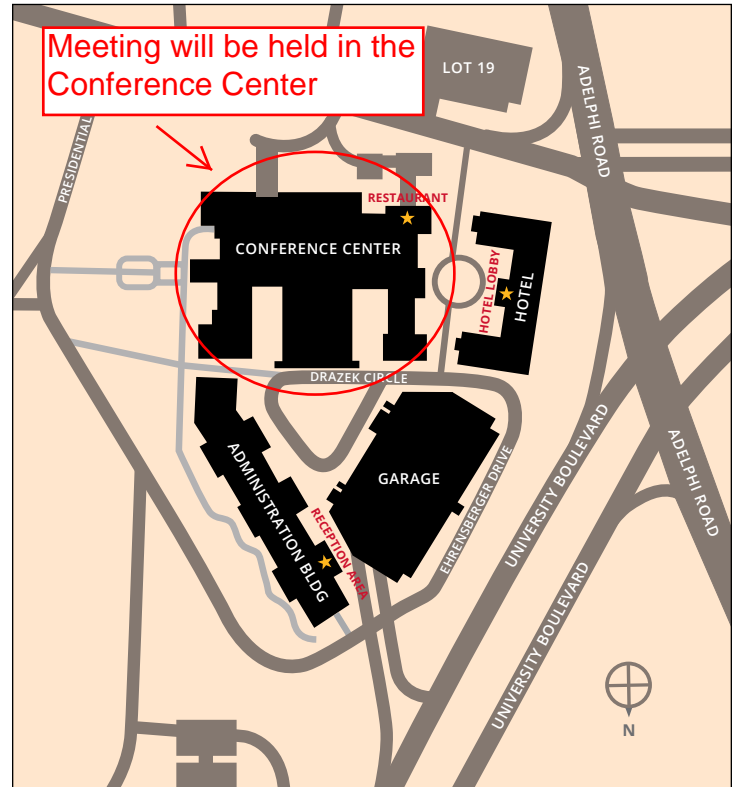 Meeting will be held in the
Conference Center
LOT 19
ADELPHI ROAD
PRESIDENTIAL
RESTAURANT
CONFERENCE CENTER
HOTEL LOBBY
HOTEL
DRAZEK CIRCLE
ADMINISTRATION BLDG
RECEPTION AREA
GARAGE
EHRENSBERGER DRIVE
UNIVERSITY BOULEVARD
ADELPHI ROAD
UNIVERSITY BOULEVARD
N